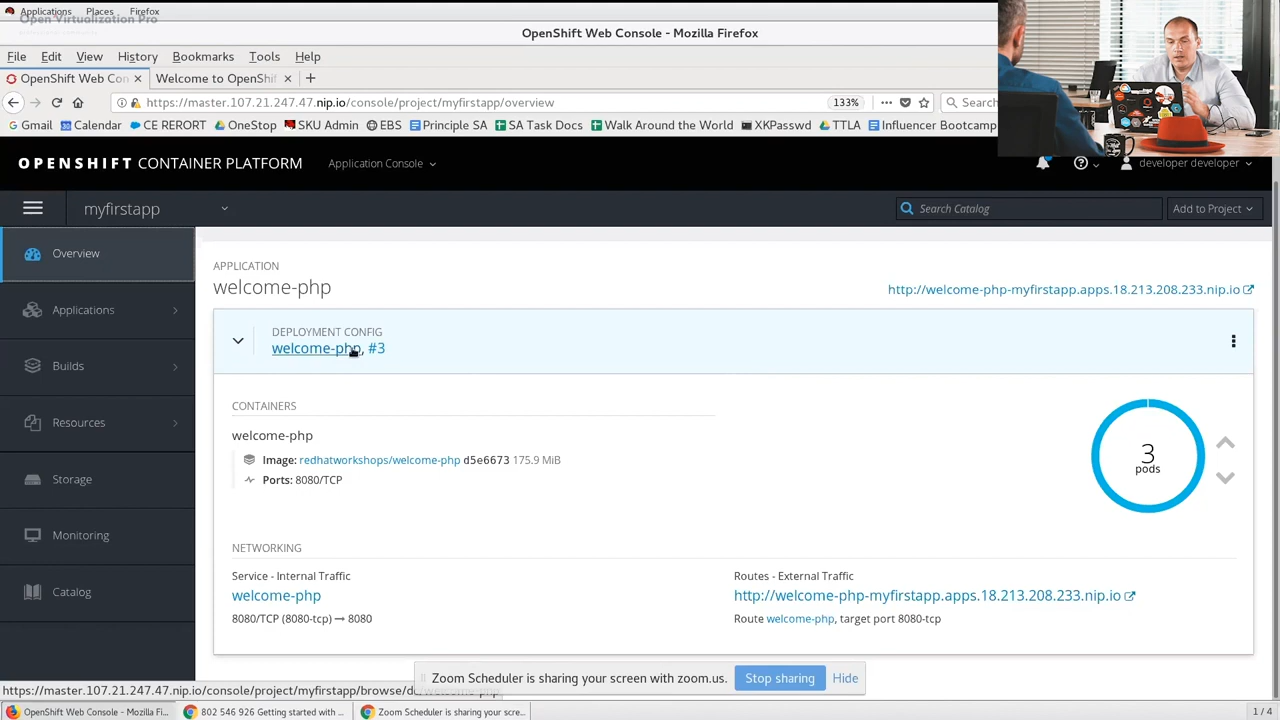 Applications Places Firefox
Open Virtualization Pro
OpenShift Web Console - Mozilla Firefox
File Edit View History Bookmarks Tools Help
OpenShift Web Con × Welcome to OpenShif × +
https://master.107.21.247.47.nip.io/console/project/myfirstapp/overview 133% Search
Gmail Calendar CE RERORT OneStop SKU Admin EBS Principle SA SA Task Docs Walk Around the World XKPasswd TTLA Influencer Bootcamp
OPENSHIFT CONTAINER PLATFORM Application Console developer developer
myfirstapp Search Catalog Add to Project
Overview
Applications
Builds
Resources
Storage
Monitoring
Catalog
APPLICATION
welcome-php http://welcome-php-myfirstapp.apps.18.213.208.233.nip.io
DEPLOYMENT CONFIG
welcome-php, #3
CONTAINERS
welcome-php
Image: redhatworkshops/welcome-php d5e6673 175.9 MiB
Ports: 8080/TCP
3
pods
NETWORKING
Service - Internal Traffic
welcome-php
8080/TCP (8080-tcp) → 8080
Routes - External Traffic
http://welcome-php-myfirstapp.apps.18.213.208.233.nip.io
Route welcome-php, target port 8080-tcp
Zoom Scheduler is sharing your screen with zoom.us. Stop sharing Hide
https://master.107.21.247.47.nip.io/console/project/myfirstapp/browse/dc/welcome-php
OpenShift Web Console - Mozilla Fi... 802 546 926 Getting started with ... Zoom Scheduler is sharing your scre... 1 / 4